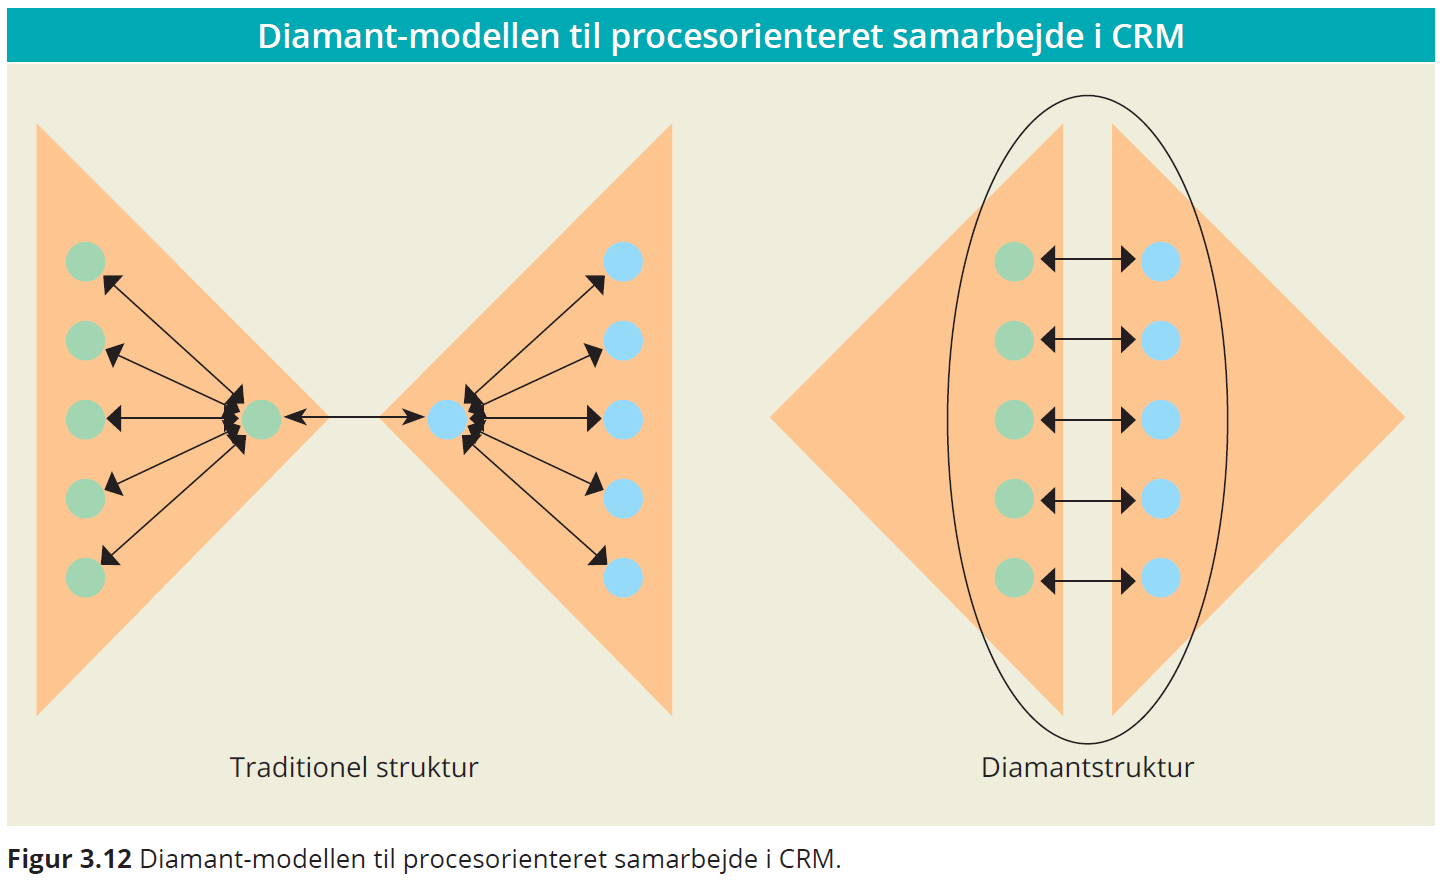 Diamant-modellen til procesorienteret samarbejde i CRM
Traditionel struktur
Diamantstruktur
Figur 3.12 Diamant-modellen til procesorienteret samarbejde i CRM.